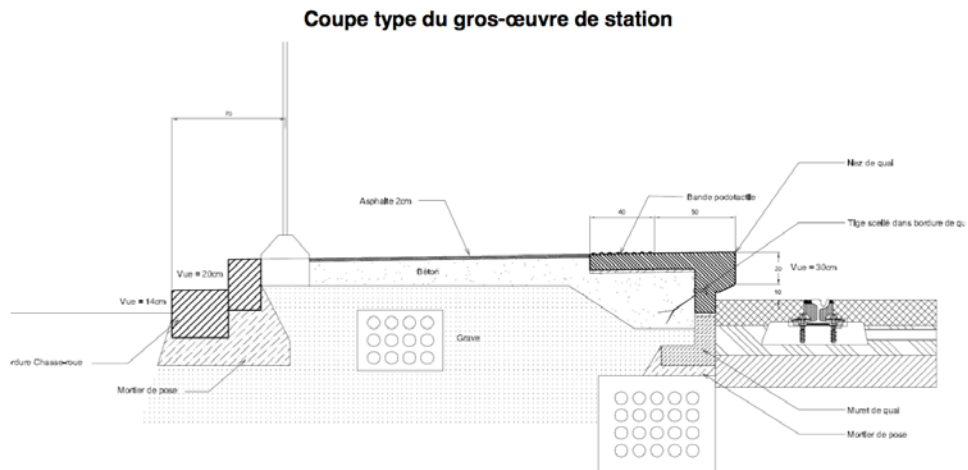 Coupe type du gros-œuvre de station
70
Nez de quai
Asphalte 2cm
Bande podotactile
40
50
Tige scellé dans bordure de qu
Vue = 20cm
Béton
20
Vue = 30cm
10
Vue = 14cm
Grave
ordure Chasse-roue
Mortier de pose
Muret de quai
Mortier de pose